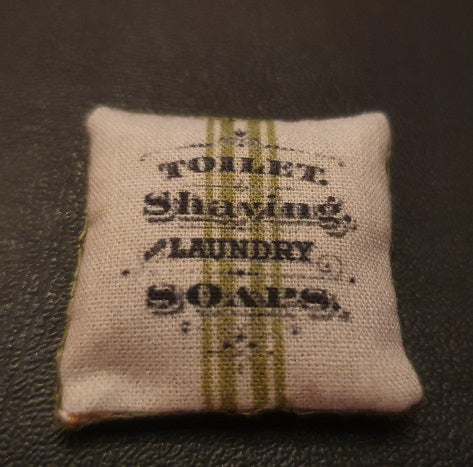 TOILET.
Shaving,
LAUNDRY
SOAPS.